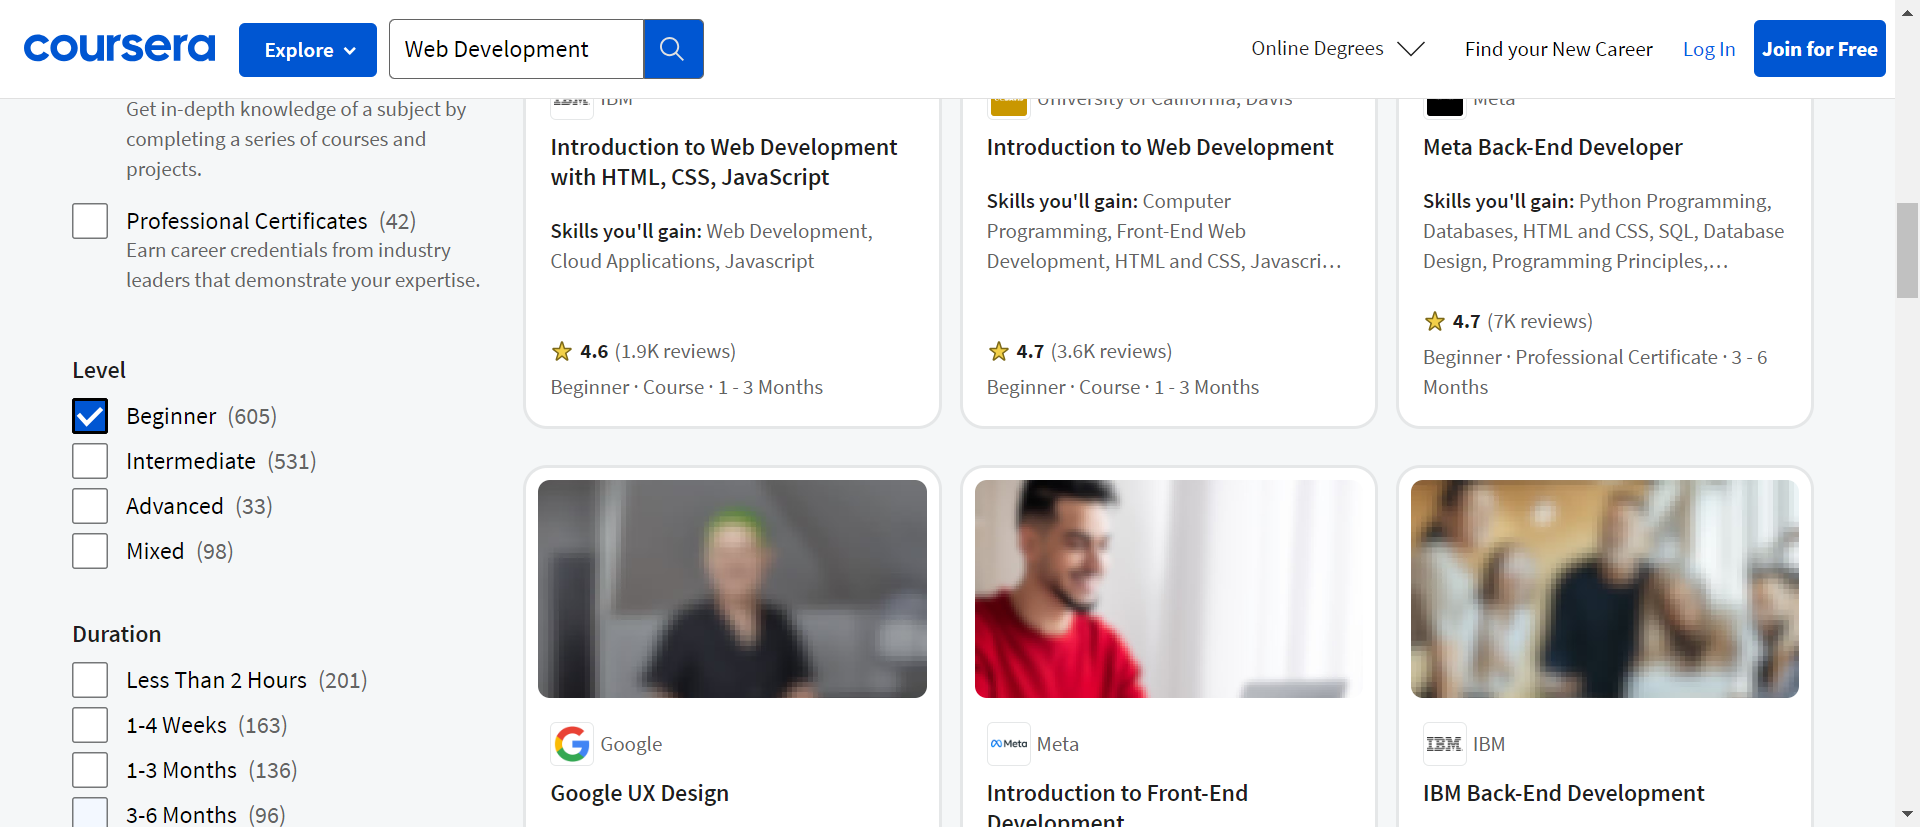 coursera
Explore
Web Development
Online Degrees
Find your New Career
Log In
Join for Free
Get in-depth knowledge of a subject by
completing a series of courses and
projects.
Professional Certificates (42)
Earn career credentials from industry
leaders that demonstrate your expertise.
Level
Beginner (605)
Intermediate (531)
Advanced (33)
Mixed (98)
Duration
Less Than 2 Hours (201)
1-4 Weeks (163)
1-3 Months (136)
3-6 Months (96)
IBM IBM
Introduction to Web Development
with HTML, CSS, JavaScript
Skills you'll gain: Web Development,
Cloud Applications, Javascript
4.6 (1.9K reviews)
Beginner · Course · 1 - 3 Months
University of California, Davis
Introduction to Web Development
Skills you'll gain: Computer
Programming, Front-End Web
Development, HTML and CSS, Javascri...
4.7 (3.6K reviews)
Beginner · Course · 1 - 3 Months
Meta
Meta Back-End Developer
Skills you'll gain: Python Programming,
Databases, HTML and CSS, SQL, Database
Design, Programming Principles,...
4.7 (7K reviews)
Beginner · Professional Certificate · 3 - 6
Months
G Google
Google UX Design
Meta Meta
Introduction to Front-End
Development
IBM IBM
IBM Back-End Development